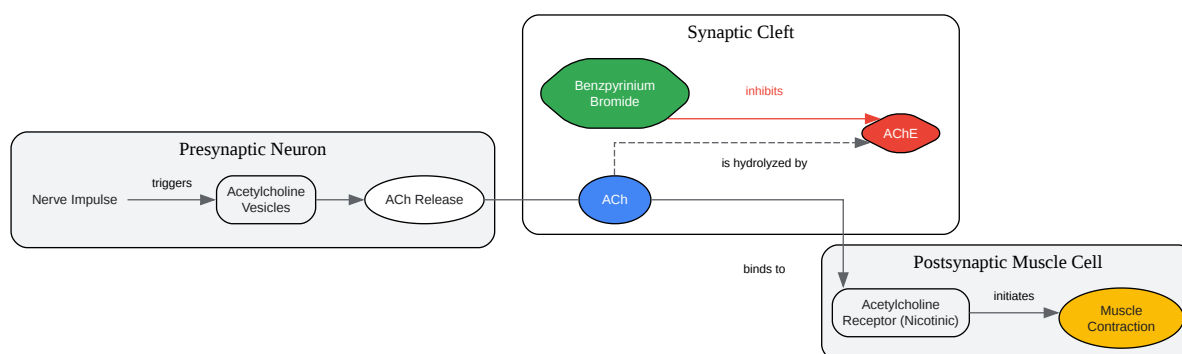 Synaptic Cleft
Benzpyrinium
Bromide
inhibits
AChE
is hydrolyzed by
ACh
Presynaptic Neuron
Nerve Impulse
triggers
Acetylcholine
Vesicles
ACh Release
binds to
Postsynaptic Muscle Cell
Acetylcholine
Receptor (Nicotinic)
initiates
Muscle
Contraction